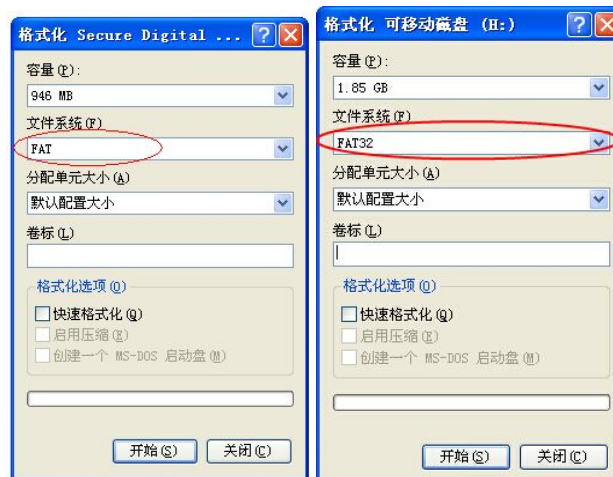 格式化 Secure Digital ...
容量(P):
946 MB
文件系统(F)
FAT
分配单元大小(A)
默认配置大小
卷标(L)
格式化选项(O)
快速格式化(Q)
启用压缩(E)
创建一个 MS-DOS 启动盘(M)
开始(S)
关闭(C)
格式化 可移动磁盘 (H:)
容量(P):
1.85 GB
文件系统(F)
FAT32
分配单元大小(A)
默认配置大小
卷标(L)
格式化选项(O)
快速格式化(Q)
启用压缩(E)
创建一个 MS-DOS 启动盘(M)
开始(S)
关闭(C)